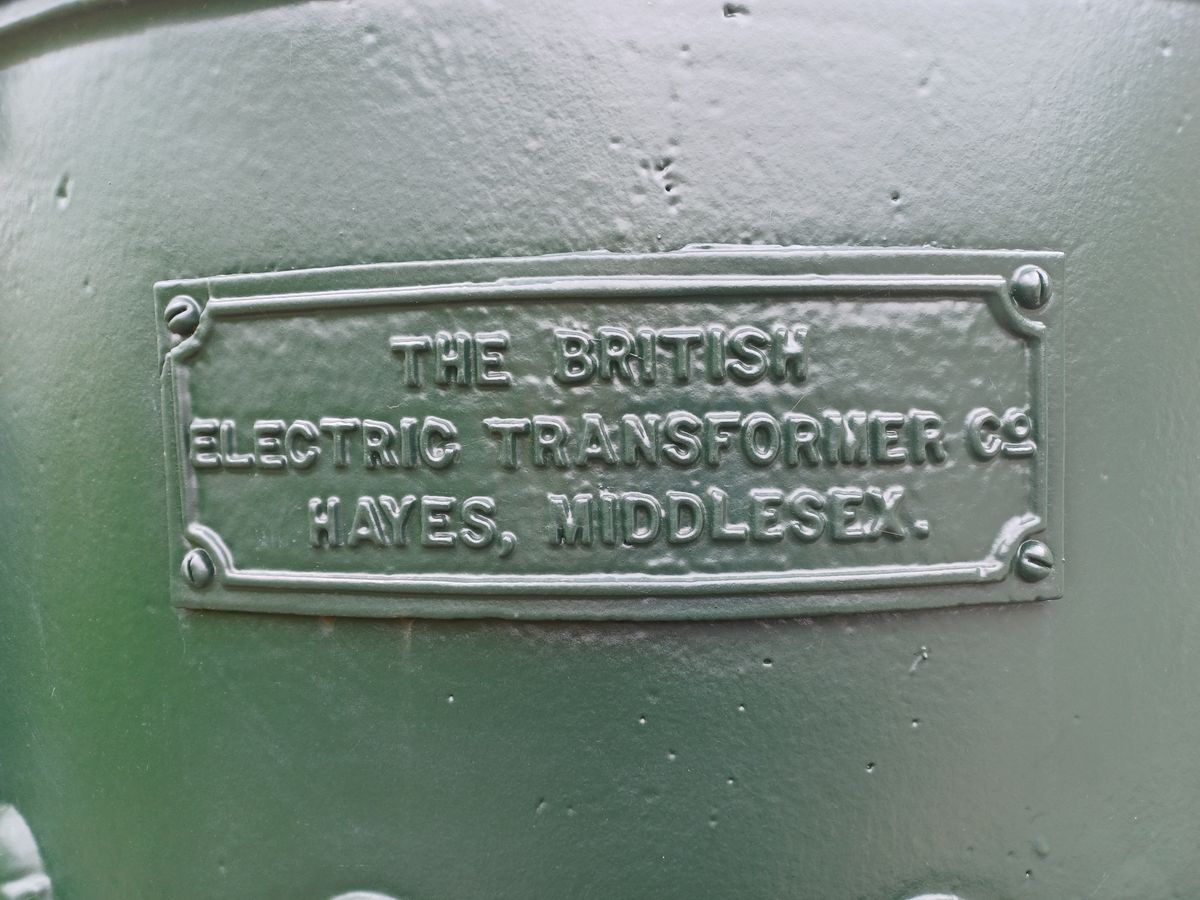 THE BRITISH
ELECTRIC TRANSFORMER Cº
HAYES, MIDDLESEX.